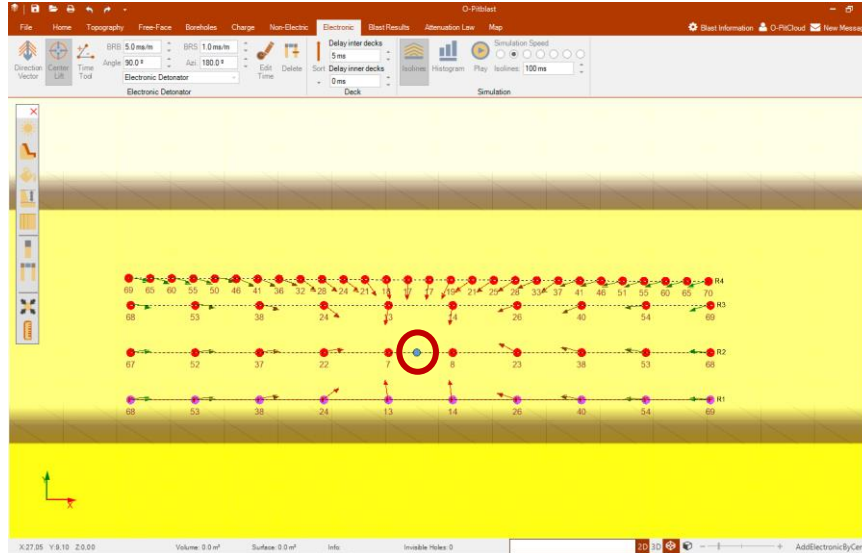 O-Pitblast
File Home Topography Free-Face Boreholes Charge Non-Electric Electronic Blast Results Attenuation Law Map Blast Information O-PitCloud New Messa
Direction Vector
Center Lift
Time Tool
BRB 5.0 ms/m BRS 1.0 ms/m
Angle 90.0 º Azi. 180.0 º
Electronic Detonator
Edit Time
Delete
Electronic Detonator
Sort
Delay inter decks
5 ms
Delay inner decks
0 ms
Deck
Isolines
Histogram
Play
Simulation Speed
Isolines: 100 ms
Simulation
R4
69 65 60 55 50 46 41 36 32 28 24 21 18 17 17 19 21 25 28 33 37 41 46 51 60 65 70
R3
68 53 38 24 13 14 26 40 54 69
R2
67 52 37 22 7 8 23 38 53 68
R1
68 53 38 24 13 14 26 40 54 69
Y
X
X:27,05 Y:9,10 Z:0,00 Volume: 0.0 m³ Surface: 0.0 m² Info: Invisible Holes: 0 2D 3D AddElectronicByCen